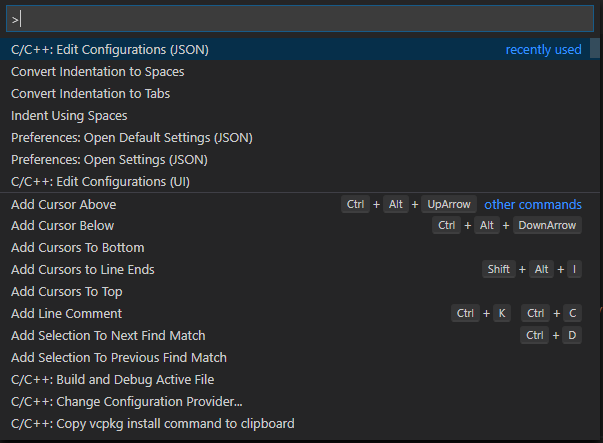 >
C/C++: Edit Configurations (JSON) recently used
Convert Indentation to Spaces
Convert Indentation to Tabs
Indent Using Spaces
Preferences: Open Default Settings (JSON)
Preferences: Open Settings (JSON)
C/C++: Edit Configurations (UI)
Add Cursor Above Ctrl + Alt + UpArrow other commands
Add Cursor Below Ctrl + Alt + DownArrow
Add Cursors To Bottom
Add Cursors to Line Ends Shift + Alt + I
Add Cursors To Top
Add Line Comment Ctrl + K Ctrl + C
Add Selection To Next Find Match Ctrl + D
Add Selection To Previous Find Match
C/C++: Build and Debug Active File
C/C++: Change Configuration Provider...
C/C++: Copy vcpkg install command to clipboard